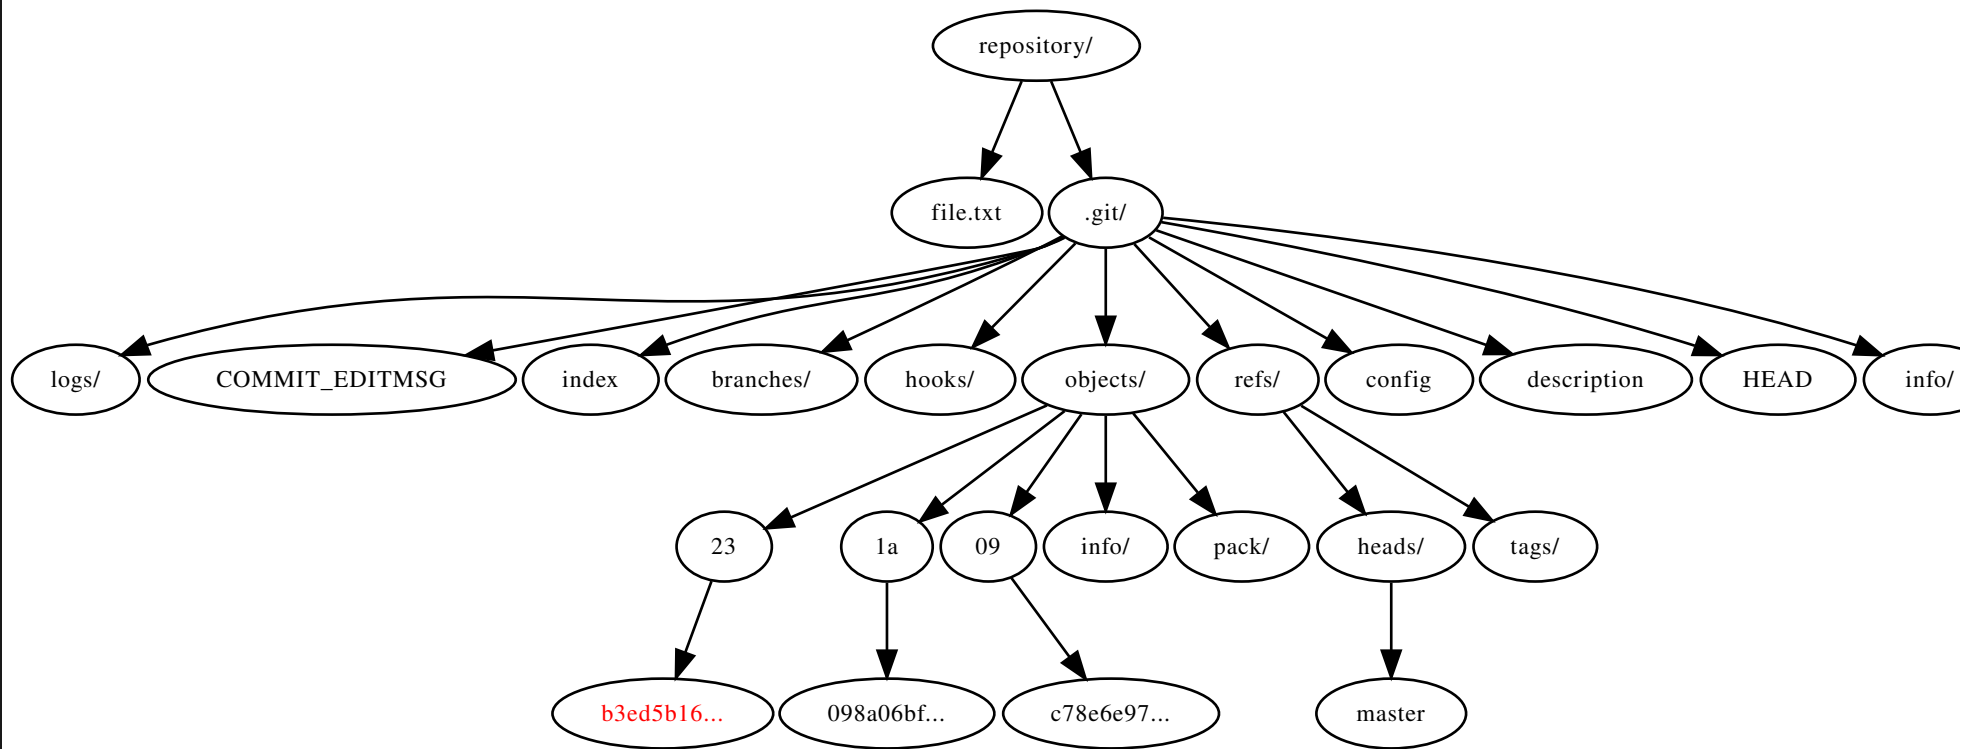 repository/
file.txt
.git/
logs/
COMMIT_EDITMSG
index
branches/
hooks/
objects/
refs/
config
description
HEAD
info/
23
1a
09
info/
pack/
heads/
tags/
b3ed5b16...
098a06bf...
c78e6e97...
master